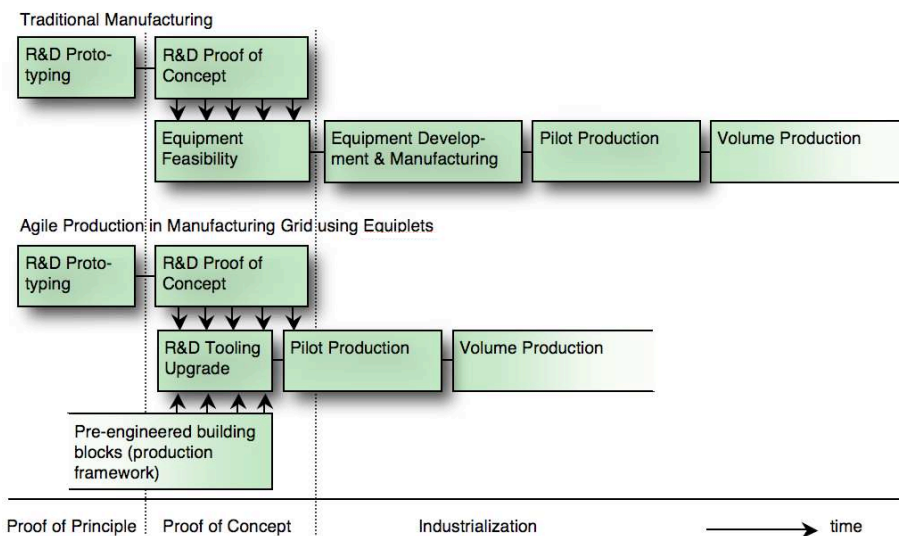 Traditional Manufacturing
R&D Proto-
typing
R&D Proof of
Concept
Equipment
Feasibility
Equipment Develop-
ment & Manufacturing
Pilot Production
Volume Production
Agile Production in Manufacturing Grid using Equiplets
R&D Proto-
typing
R&D Proof of
Concept
R&D Tooling
Upgrade
Pilot Production
Volume Production
Pre-engineered building
blocks (production
framework)
Proof of Principle
Proof of Concept
Industrialization
time